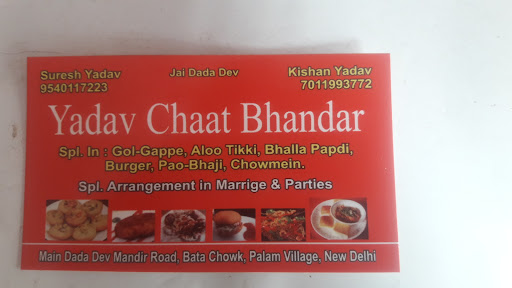 Suresh Yadav Jai Dada Dev Kishan Yadav
9540117223 7011993772
Yadav Chaat Bhandar
Spl. In : Gol-Gappe, Aloo Tikki, Bhalla Papdi,
Burger, Pao-Bhaji, Chowmein.
Spl. Arrangement in Marrige & Parties
Main Dada Dev Mandir Road, Bata Chowk, Palam Village, New Delhi